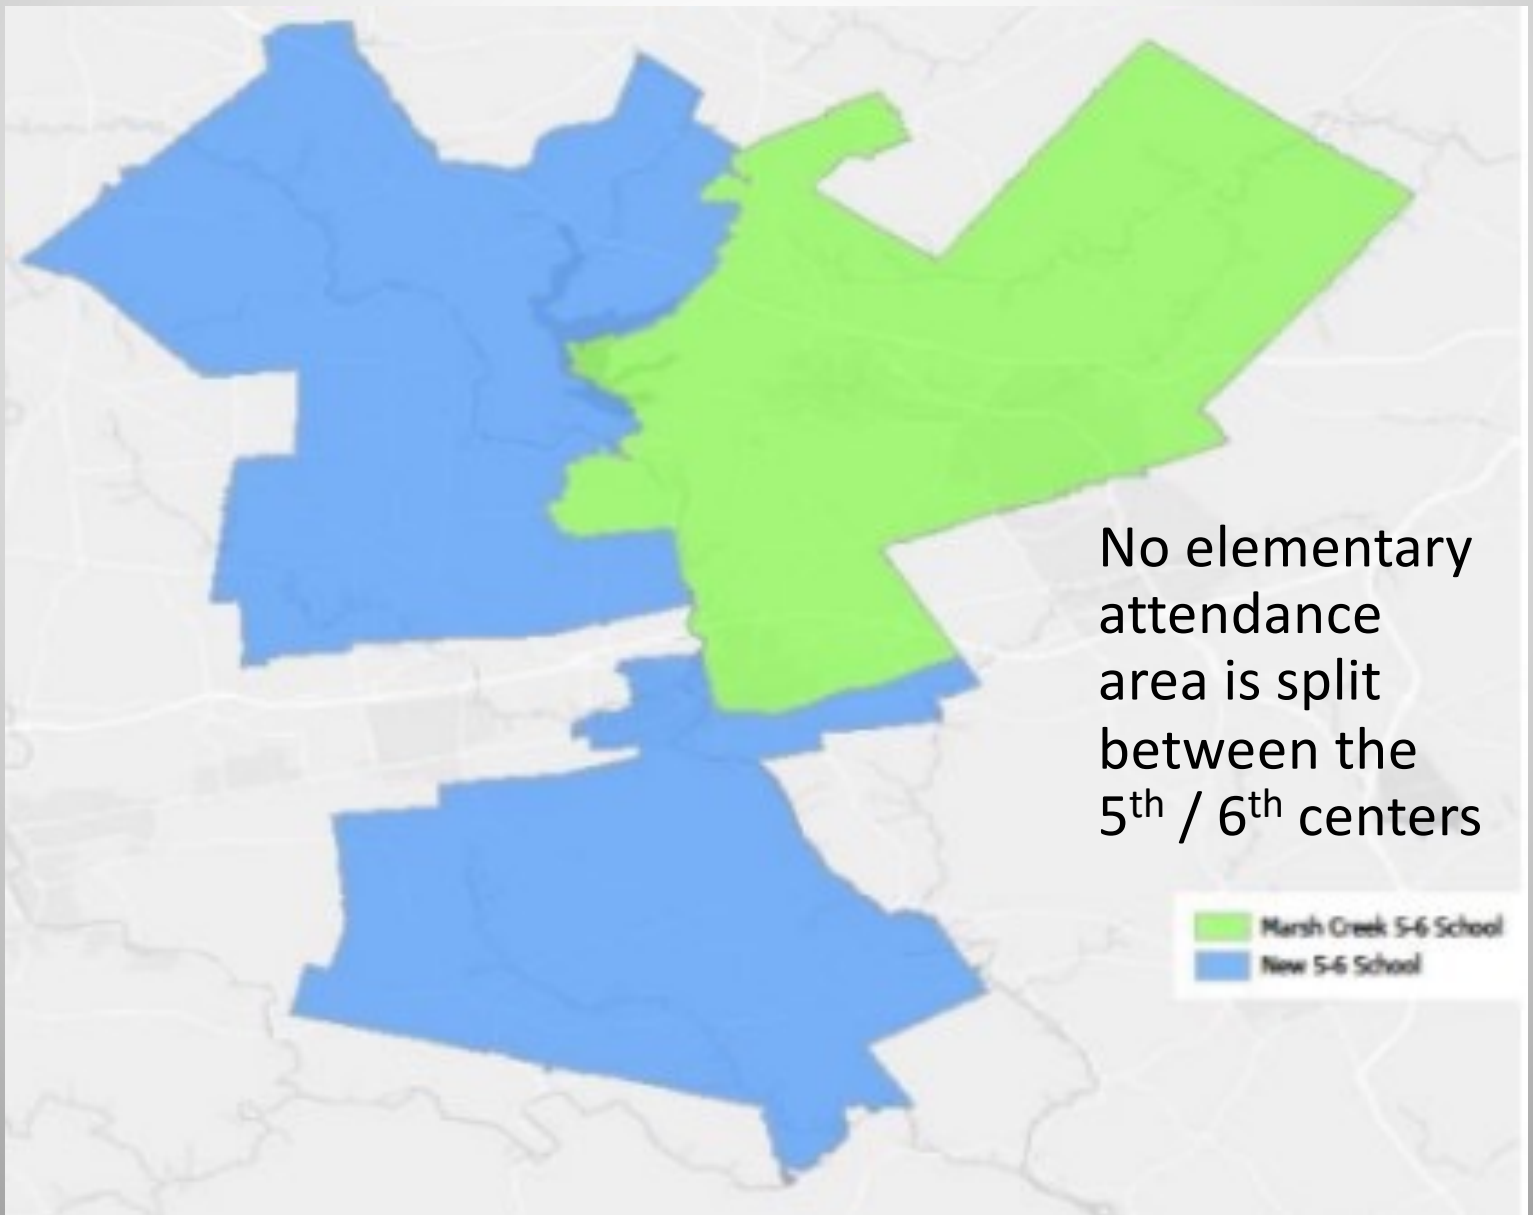 No elementary
attendance
area is split
between the
5th / 6th centers
Marsh Creek 5-6 School
New 5-6 School